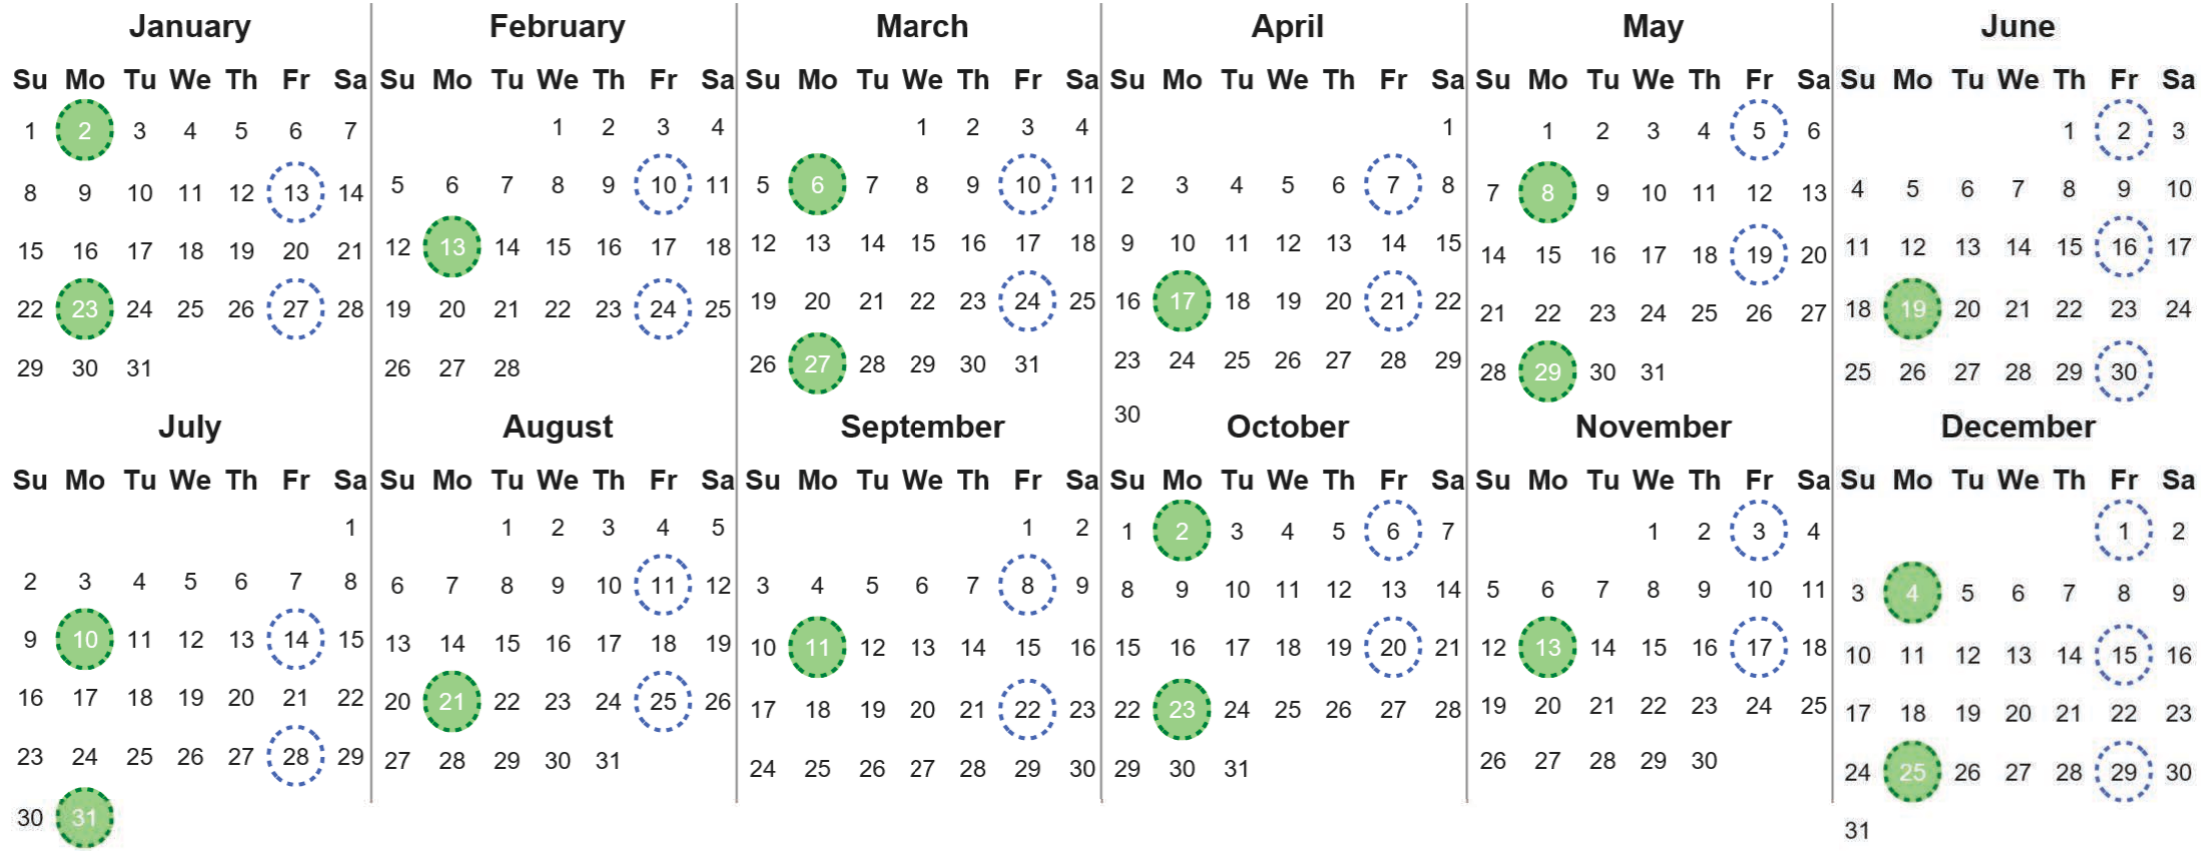 January
Su Mo Tu We Th Fr Sa
1 2 3 4 5 6 7
8 9 10 11 12 13 14
15 16 17 18 19 20 21
22 23 24 25 26 27 28
29 30 31
February
Su Mo Tu We Th Fr Sa
1 2 3 4
5 6 7 8 9 10 11
12 13 14 15 16 17 18
19 20 21 22 23 24 25
26 27 28
March
Su Mo Tu We Th Fr Sa
1 2 3 4
5 6 7 8 9 10 11
12 13 14 15 16 17 18
19 20 21 22 23 24 25
26 27 28 29 30 31
April
Su Mo Tu We Th Fr Sa
1
2 3 4 5 6 7 8
9 10 11 12 13 14 15
16 17 18 19 20 21 22
23 24 25 26 27 28 29
30
May
Su Mo Tu We Th Fr Sa
1 2 3 4 5 6
7 8 9 10 11 12 13
14 15 16 17 18 19 20
21 22 23 24 25 26 27
28 29 30 31
June
Su Mo Tu We Th Fr Sa
1 2 3
4 5 6 7 8 9 10
11 12 13 14 15 16 17
18 19 20 21 22 23 24
25 26 27 28 29 30
July
Su Mo Tu We Th Fr Sa
1
2 3 4 5 6 7 8
9 10 11 12 13 14 15
16 17 18 19 20 21 22
23 24 25 26 27 28 29
30 31
August
Su Mo Tu We Th Fr Sa
1 2 3 4 5
6 7 8 9 10 11 12
13 14 15 16 17 18 19
20 21 22 23 24 25 26
27 28 29 30 31
September
Su Mo Tu We Th Fr Sa
1 2
3 4 5 6 7 8 9
10 11 12 13 14 15 16
17 18 19 20 21 22 23
24 25 26 27 28 29 30
October
Su Mo Tu We Th Fr Sa
1 2 3 4 5 6 7
8 9 10 11 12 13 14
15 16 17 18 19 20 21
22 23 24 25 26 27 28
29 30 31
November
Su Mo Tu We Th Fr Sa
1 2 3 4
5 6 7 8 9 10 11
12 13 14 15 16 17 18
19 20 21 22 23 24 25
26 27 28 29 30
December
Su Mo Tu We Th Fr Sa
1 2
3 4 5 6 7 8 9
10 11 12 13 14 15 16
17 18 19 20 21 22 23
24 25 26 27 28 29 30
31